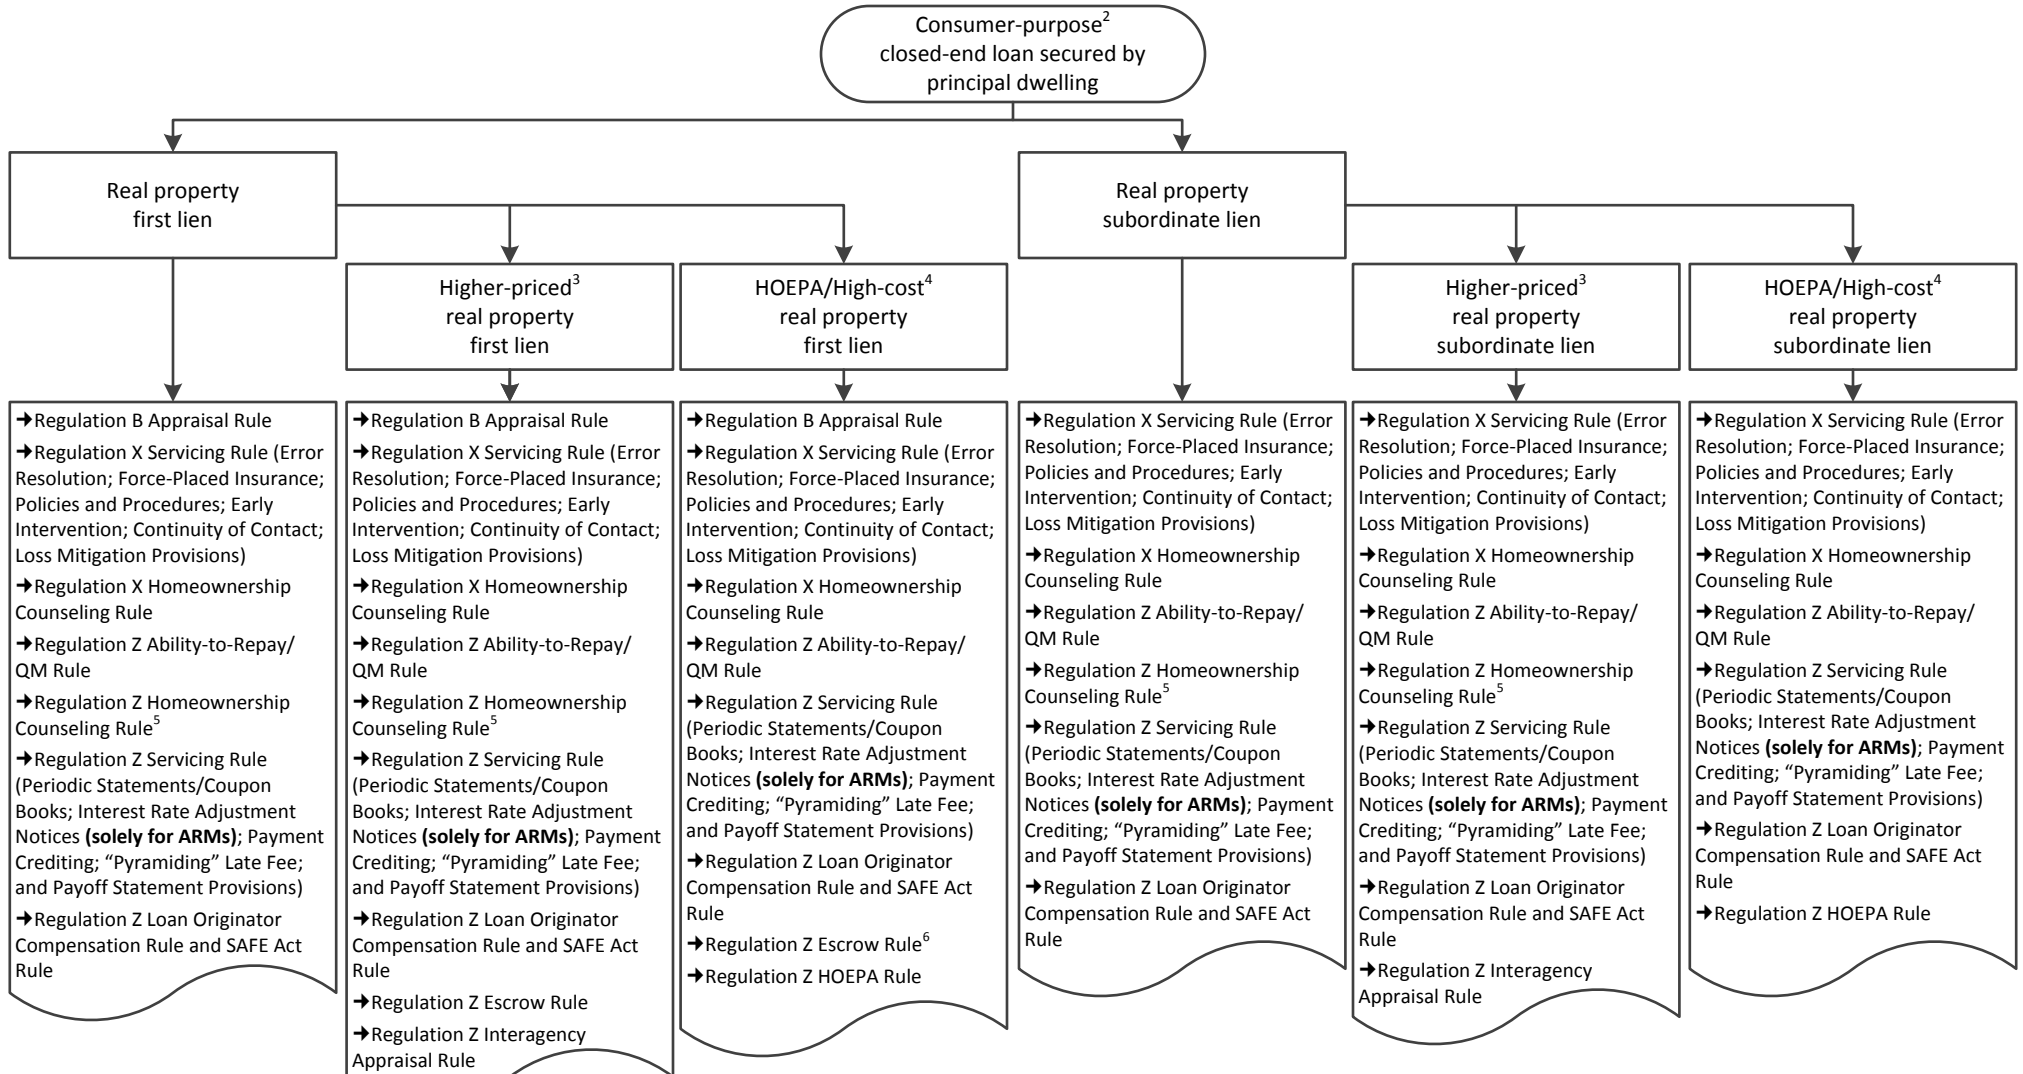 Consumer-purpose2
closed-end loan secured by
principal dwelling
Real property
first lien
Real property
subordinate lien
Higher-priced3
real property
first lien
HOEPA/High-cost4
real property
first lien
Higher-priced3
real property
subordinate lien
HOEPA/High-cost4
real property
subordinate lien
➔Regulation B Appraisal Rule
➔Regulation X Servicing Rule (Error
Resolution; Force-Placed Insurance;
Policies and Procedures; Early
Intervention; Continuity of Contact;
Loss Mitigation Provisions)
➔Regulation X Homeownership
Counseling Rule
➔Regulation Z Ability-to-Repay/
QM Rule
➔Regulation Z Homeownership
Counseling Rule5
➔Regulation Z Servicing Rule
(Periodic Statements/Coupon
Books; Interest Rate Adjustment
Notices (solely for ARMs); Payment
Crediting; “Pyramiding” Late Fee;
and Payoff Statement Provisions)
➔Regulation Z Loan Originator
Compensation Rule and SAFE Act
Rule
➔Regulation B Appraisal Rule
➔Regulation X Servicing Rule (Error
Resolution; Force-Placed Insurance;
Policies and Procedures; Early
Intervention; Continuity of Contact;
Loss Mitigation Provisions)
➔Regulation X Homeownership
Counseling Rule
➔Regulation Z Ability-to-Repay/
QM Rule
➔Regulation Z Homeownership
Counseling Rule5
➔Regulation Z Servicing Rule
(Periodic Statements/Coupon
Books; Interest Rate Adjustment
Notices (solely for ARMs); Payment
Crediting; “Pyramiding” Late Fee;
and Payoff Statement Provisions)
➔Regulation Z Loan Originator
Compensation Rule and SAFE Act
Rule
➔Regulation Z Escrow Rule
➔Regulation Z Interagency
Appraisal Rule
➔Regulation B Appraisal Rule
➔Regulation X Servicing Rule (Error
Resolution; Force-Placed Insurance;
Policies and Procedures; Early
Intervention; Continuity of Contact;
Loss Mitigation Provisions)
➔Regulation X Homeownership
Counseling Rule
➔Regulation Z Ability-to-Repay/
QM Rule
➔Regulation Z Servicing Rule
(Periodic Statements/Coupon
Books; Interest Rate Adjustment
Notices (solely for ARMs); Payment
Crediting; “Pyramiding” Late Fee;
and Payoff Statement Provisions)
➔Regulation Z Loan Originator
Compensation Rule and SAFE Act
Rule
➔Regulation Z Escrow Rule6
➔Regulation Z HOEPA Rule
➔Regulation X Servicing Rule (Error
Resolution; Force-Placed Insurance;
Policies and Procedures; Early
Intervention; Continuity of Contact;
Loss Mitigation Provisions)
➔Regulation X Homeownership
Counseling Rule
➔Regulation Z Ability-to-Repay/
QM Rule
➔Regulation Z Homeownership
Counseling Rule5
➔Regulation Z Servicing Rule
(Periodic Statements/Coupon
Books; Interest Rate Adjustment
Notices (solely for ARMs); Payment
Crediting; “Pyramiding” Late Fee;
and Payoff Statement Provisions)
➔Regulation Z Loan Originator
Compensation Rule and SAFE Act
Rule
➔Regulation X Servicing Rule (Error
Resolution; Force-Placed Insurance;
Policies and Procedures; Early
Intervention; Continuity of Contact;
Loss Mitigation Provisions)
➔Regulation X Homeownership
Counseling Rule
➔Regulation Z Ability-to-Repay/
QM Rule
➔Regulation Z Homeownership
Counseling Rule5
➔Regulation Z Servicing Rule
(Periodic Statements/Coupon
Books; Interest Rate Adjustment
Notices (solely for ARMs); Payment
Crediting; “Pyramiding” Late Fee;
and Payoff Statement Provisions)
➔Regulation Z Loan Originator
Compensation Rule and SAFE Act
Rule
➔Regulation Z Interagency
Appraisal Rule
➔Regulation X Servicing Rule (Error
Resolution; Force-Placed Insurance;
Policies and Procedures; Early
Intervention; Continuity of Contact;
Loss Mitigation Provisions)
➔Regulation X Homeownership
Counseling Rule
➔Regulation Z Ability-to-Repay/
QM Rule
➔Regulation Z Servicing Rule
(Periodic Statements/Coupon
Books; Interest Rate Adjustment
Notices (solely for ARMs); Payment
Crediting; “Pyramiding” Late Fee;
and Payoff Statement Provisions)
➔Regulation Z Loan Originator
Compensation Rule and SAFE Act
Rule
➔Regulation Z HOEPA Rule